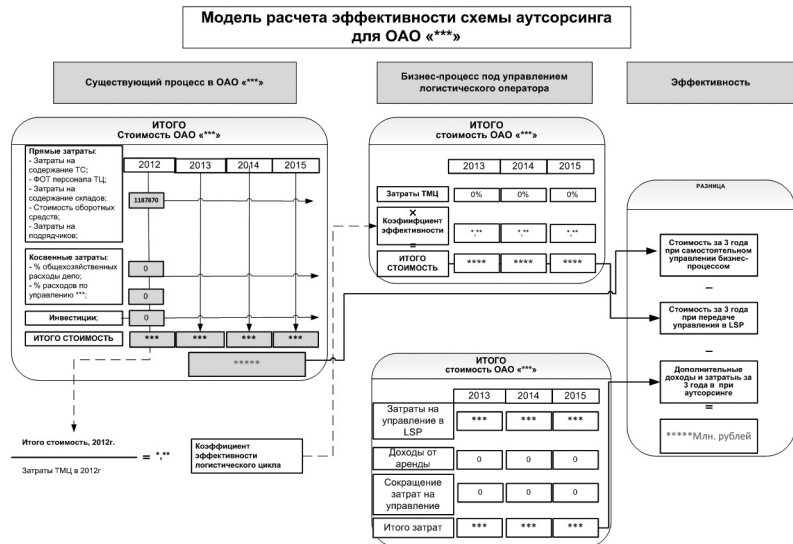 Модель расчета эффективности схемы аутсорсинга
для ОАО «***»
Существующий процесс в ОАО «***»
Бизнес-процесс под управлением
логистического оператора
Эффективность
ИТОГО
Стоимость ОАО «***»
Прямые затраты:
- Затраты на
содержание ТС;
- ФОТ персонала ТЦ;
- Затраты на
содержание складов;
- Стоимость оборотных
средств;
- Затраты на
подрядчиков;
2012 2013 2014 2015
1187870
Косвенные затраты:
- % общехозяйственных
расходы депо;
- % расходов по
управлению ***;
0
0
Инвестиции; 0
ИТОГО СТОИМОСТЬ *** *** *** ***
*****
Итого стоимость, 2012г.
Затраты ТМЦ в 2012г
= *,**
Коэффициент
эффективности
логистического цикла
ИТОГО
стоимость ОАО «***»
2013 2014 2015
Затраты ТМЦ 0% 0% 0%
×
Коэфиифциент
эффективности
*,** *,** *,**
=
ИТОГО
СТОИМОСТЬ
**** **** ****
ИТОГО
стоимость ОАО «***»
2013 2014 2015
Затраты на
управление в
LSP
*** *** ***
Доходы от
аренды
0 0 0
Сокращение
затрат на
управление
0 0 0
Итого затрат *** *** ***
РАЗНИЦА
Стоимость за 3 года
при самостоятельном
управлении бизнес-
процессом
–
Стоимость за 3 года
при передаче
управления в LSP
–
Дополнительные
доходы и затратыь за
3 года в при
аутсорсинге
=
*****Млн. рублей